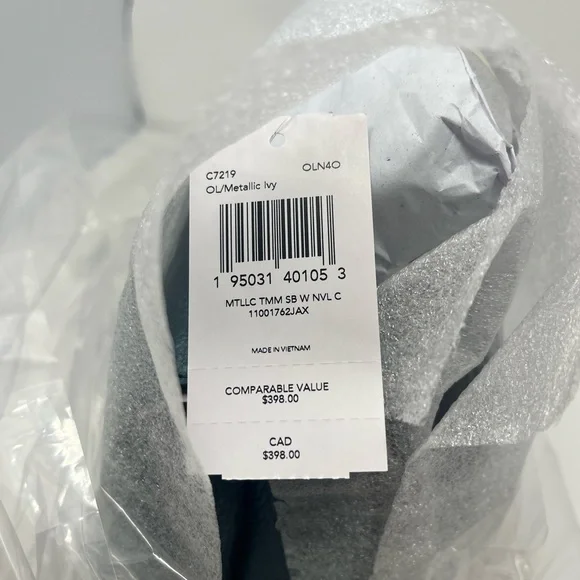 C7219 OLN4O
OL/Metallic Ivy
1 95031 40105 3
MTLLC TMM SB W NVL C
11001762JAX
MADE IN VIETNAM
COMPARABLE VALUE
$398.00
CAD
$398.00